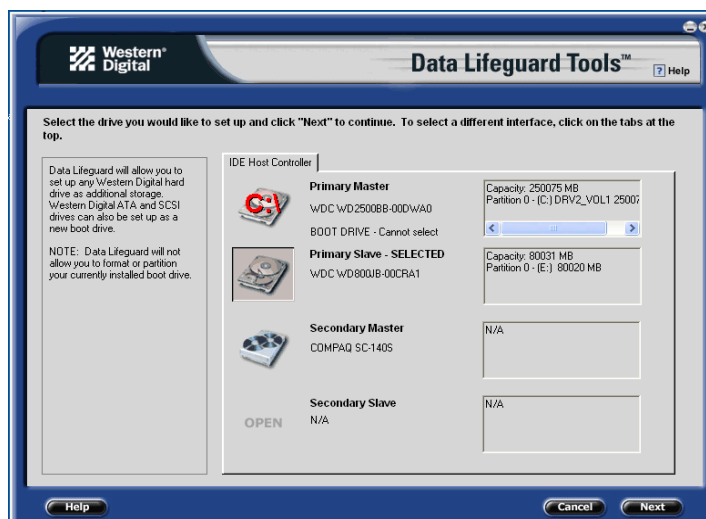 Western®
Digital
Data Lifeguard Tools™
? Help
Select the drive you would like to set up and click "Next" to continue. To select a different interface, click on the tabs at the
top.
Data Lifeguard will allow you to
set up any Western Digital hard
drive as additional storage.
Western Digital ATA and SCSI
drives can also be set up as a
new boot drive.
NOTE: Data Lifeguard will not
allow you to format or partition
your currently installed boot drive.
IDE Host Controller
C:\
Primary Master
WDC WD2500BB-00DWA0
BOOT DRIVE - Cannot select
Capacity: 250075 MB
Partition 0 - (C:) DRV2_VOL1 25007
Primary Slave - SELECTED
WDC WD800JB-00CRA1
Capacity: 80031 MB
Partition 0 - (E:) 80020 MB
Secondary Master
COMPAQ SC-140S
N/A
Secondary Slave
OPEN
N/A
N/A
Help
Cancel
Next